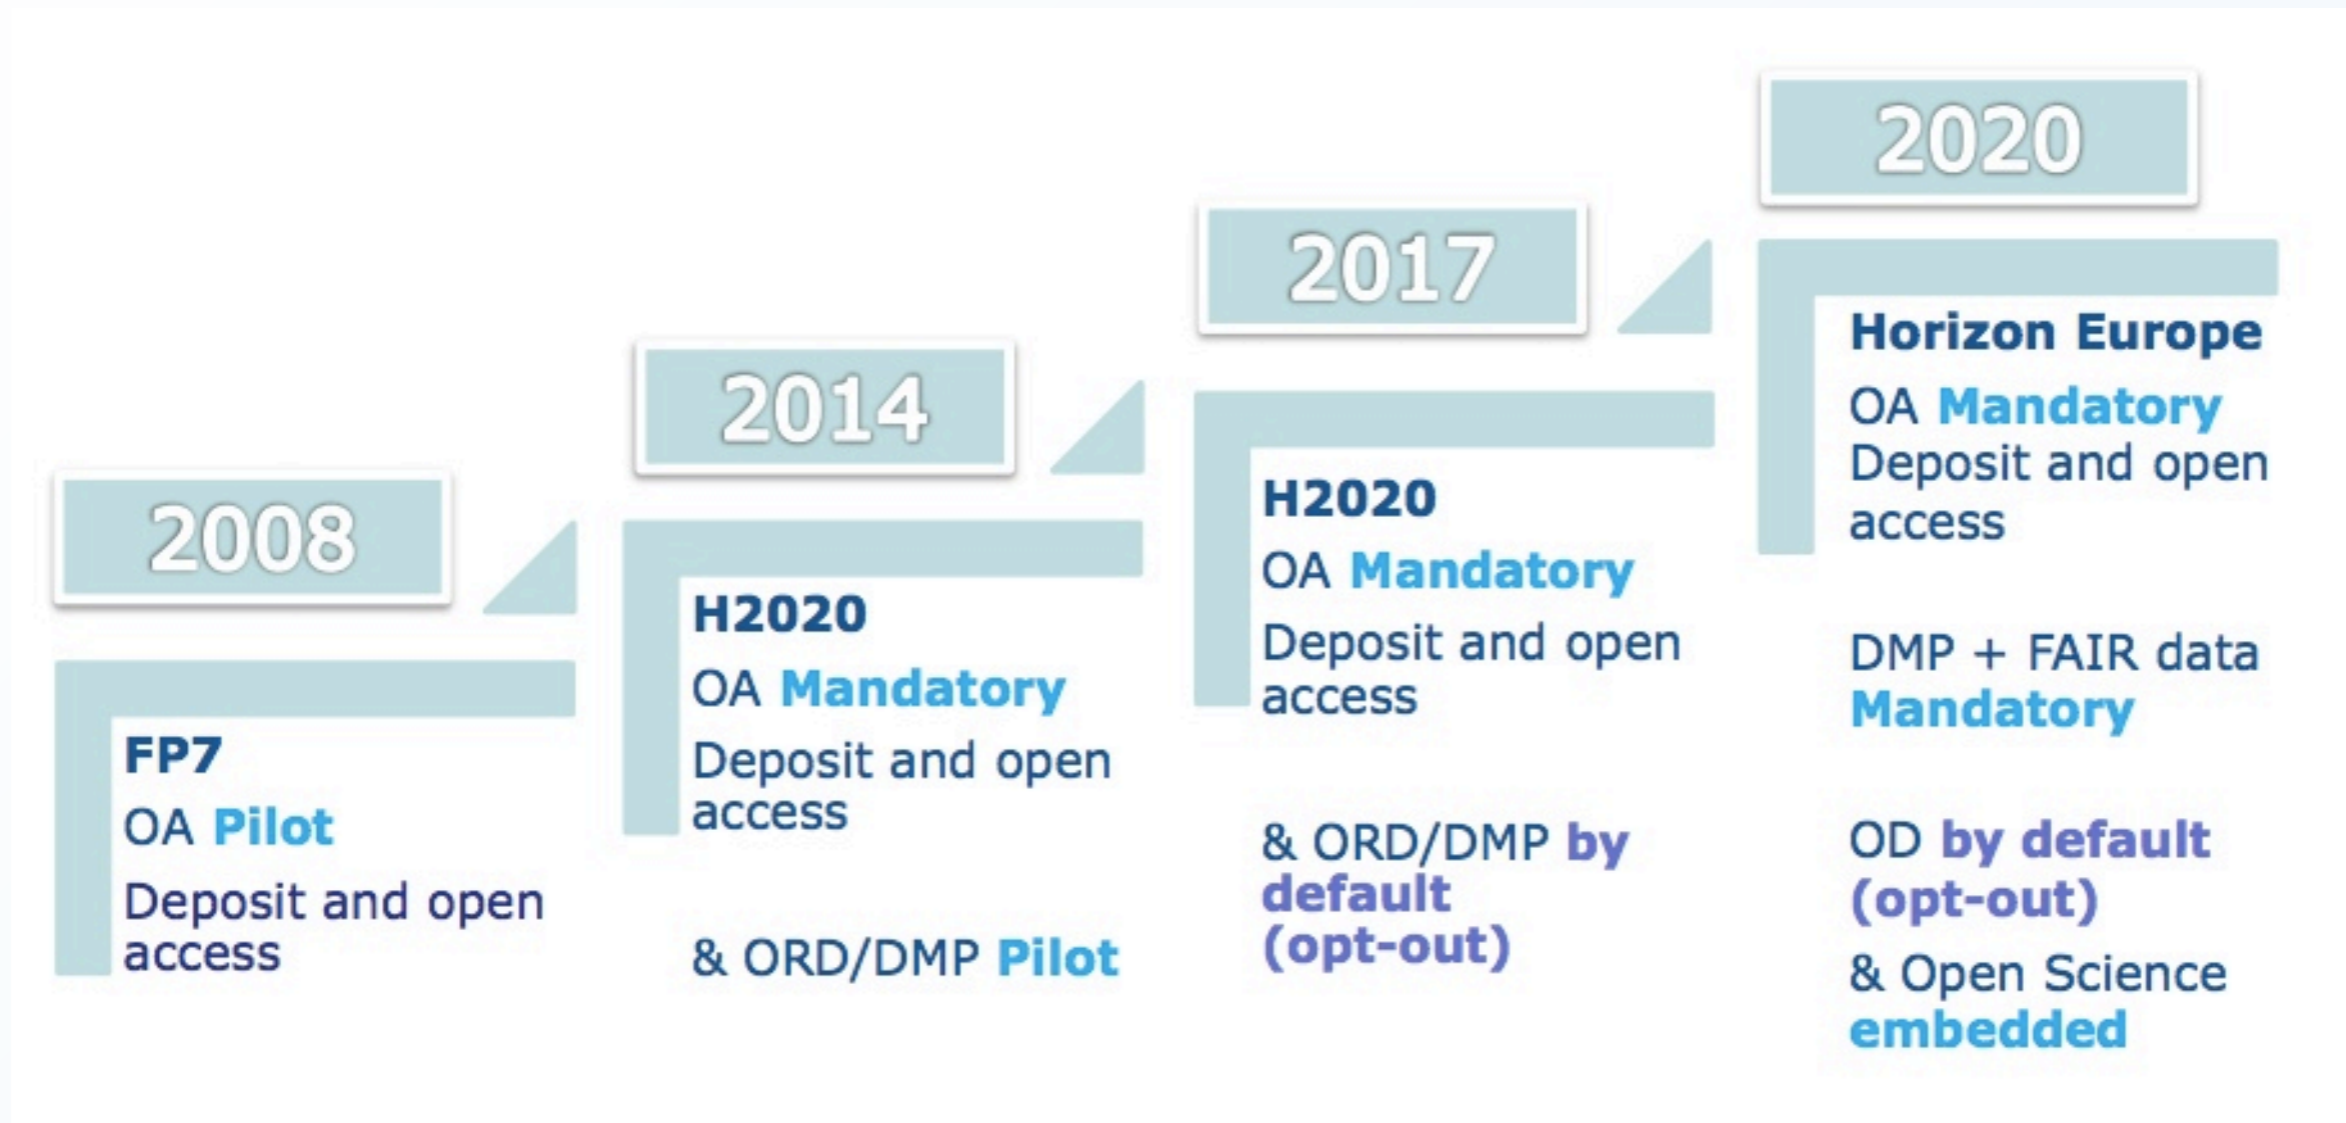 2008
FP7
OA Pilot
Deposit and open
access
2014
H2020
OA Mandatory
Deposit and open
access
& ORD/DMP Pilot
2017
H2020
OA Mandatory
Deposit and open
access
& ORD/DMP by
default
(opt-out)
2020
Horizon Europe
OA Mandatory
Deposit and open
access
DMP + FAIR data
Mandatory
OD by default
(opt-out)
& Open Science
embedded